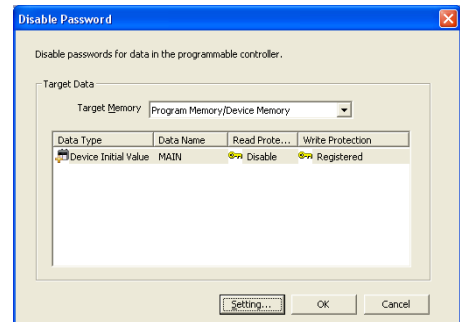 Disable Password
Disable passwords for data in the programmable controller.
Target Data
Target Memory Program Memory/Device Memory
Data Type Data Name Read Prote... Write Protection
Device Initial Value MAIN Disable Registered
Setting... OK Cancel